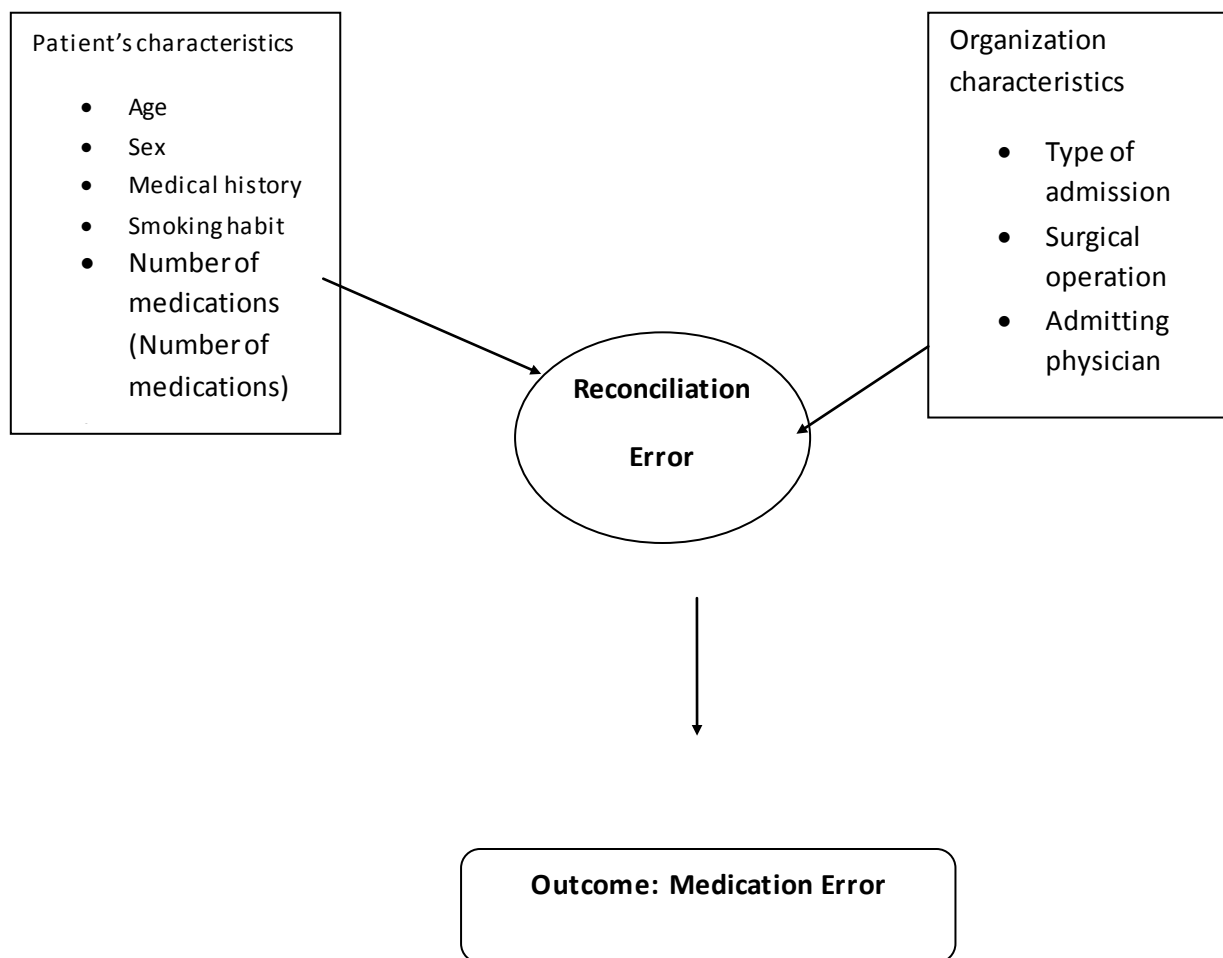 Patient’s characteristics
• Age
• Sex
• Medical history
• Smoking habit
• Number of
medications
(Number of
medications)
Organization
characteristics
• Type of
admission
• Surgical
operation
• Admitting
physician
Reconciliation
Error
Outcome: Medication Error